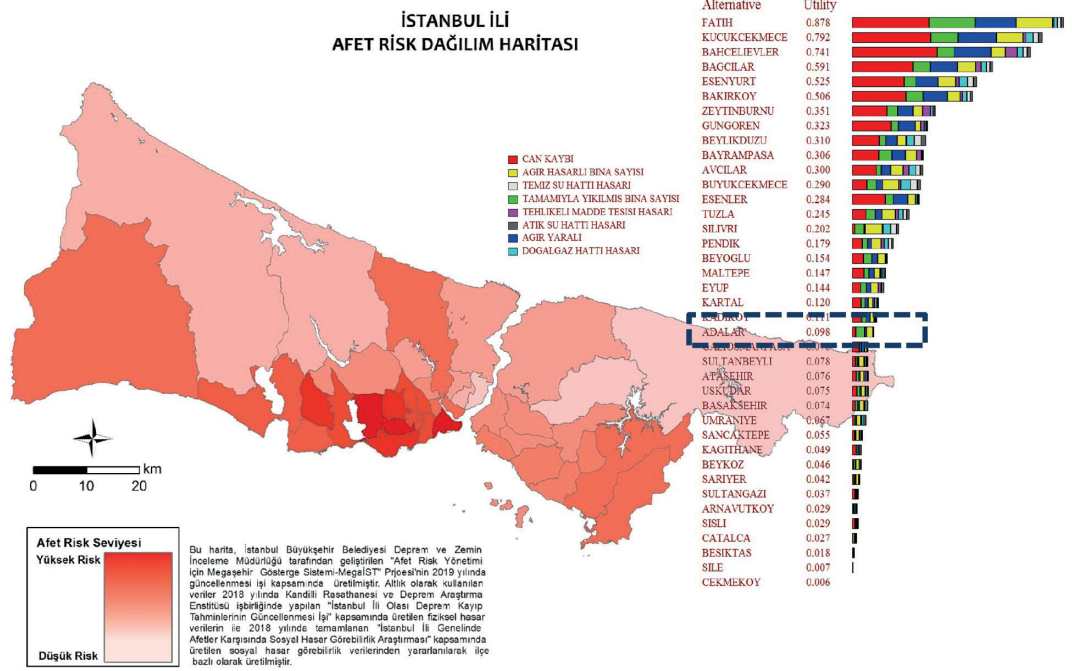 İSTANBUL İLİ
AFET RİSK DAĞILIM HARİTASI
CAN KAYBI
AGIR HASARLI BINA SAYISI
TEMIZ SU HATTI HASARI
TAMAMIYLA YIKILMIS BINA SAYISI
TEHLIKELI MADDE TESISI HASARI
ATIK SU HATTI HASARI
AGIR YARALI
DOGALGAZ HATTI HASARI
Alternative Utility
FATIH 0.878
KUCUKCEKMECE 0.792
BAHCELIEVLER 0.741
BAGCILAR 0.591
ESENYURT 0.525
BAKIRKOY 0.506
ZEYTINBURNU 0.351
GUNGOREN 0.323
BEYLIKDUZU 0.310
BAYRAMPASA 0.306
AVCILAR 0.300
BUYUKCEKMECE 0.290
ESENLER 0.284
TUZLA 0.245
SILIVRI 0.202
PENDIK 0.179
BEYOGLU 0.154
MALTEPE 0.147
EYUP 0.144
KARTAL 0.120
KADIKOY 0.111
ADALAR 0.098
SULTANBEYLI 0.078
ATASEHIR 0.076
USKUDAR 0.075
BASAKSEHIR 0.074
UMRANIYE 0.067
SANCAKTEPE 0.055
KAGITHANE 0.049
BEYKOZ 0.046
SARIYER 0.042
SULTANGAZI 0.037
ARNAVUTKOY 0.029
SISLI 0.029
CATALCA 0.027
BESIKTAS 0.018
SILE 0.007
CEKMEKOY 0.006
km
0 10 20
Afet Risk Seviyesi
Yüksek Risk
Düşük Risk
Bu harita, İstanbul Büyükşehir Belediyesi Deprem ve Zemin
İnceleme Müdürlüğü tarafından geliştirilen "Afet Risk Yönetimi
için Megaşehir Gösterge Sistemi-MegaİST" Prjoesi'nin 2019 yılında
güncellenmesi işi kapsamında üretilmiştir. Altlık olarak kullanılan
veriler 2018 yılında Kandilli Rasathanesi ve Deprem Araştırma
Enstitüsü işbirliğinde yapılan "İstanbul İli Olası Deprem Kayıp
Tahminlerinin Güncellenmesi İşi" kapsamında üretilen fiziksel hasar
verilerin ile 2018 yılında tamamlanan "İstanbul İli Genelinde
Afetler Karşısında Sosyal Hasar Görebilirlik Araştırması" kapsamında
üretilen sosyal hasar görebilirlik verilerinden yararlanılarak ilçe
bazlı olarak üretilmiştir.